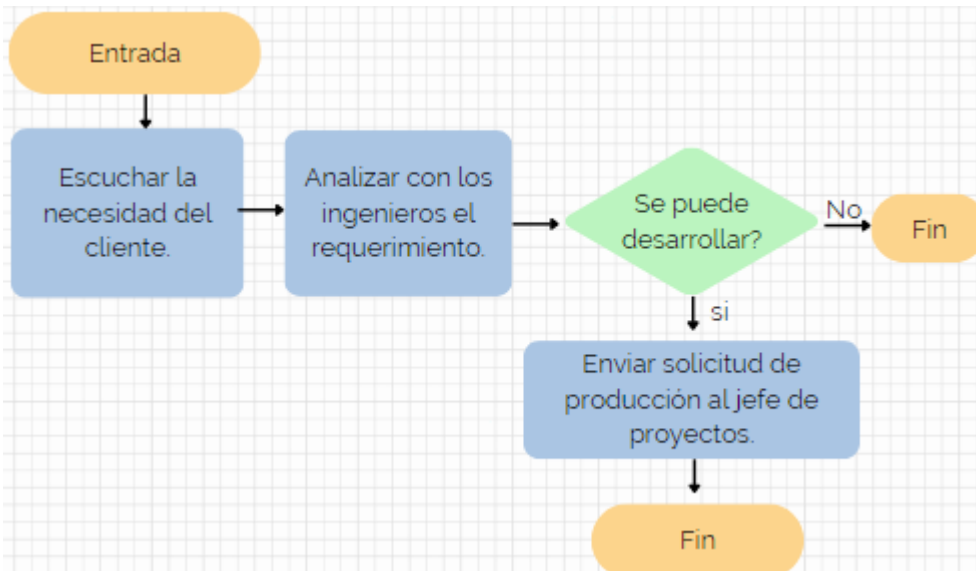 Entrada
Escuchar la
necesidad del
cliente.
Analizar con los
ingenieros el
requerimiento.
Se puede
desarrollar?
No
Fin
si
Enviar solicitud de
producción al jefe de
proyectos.
Fin